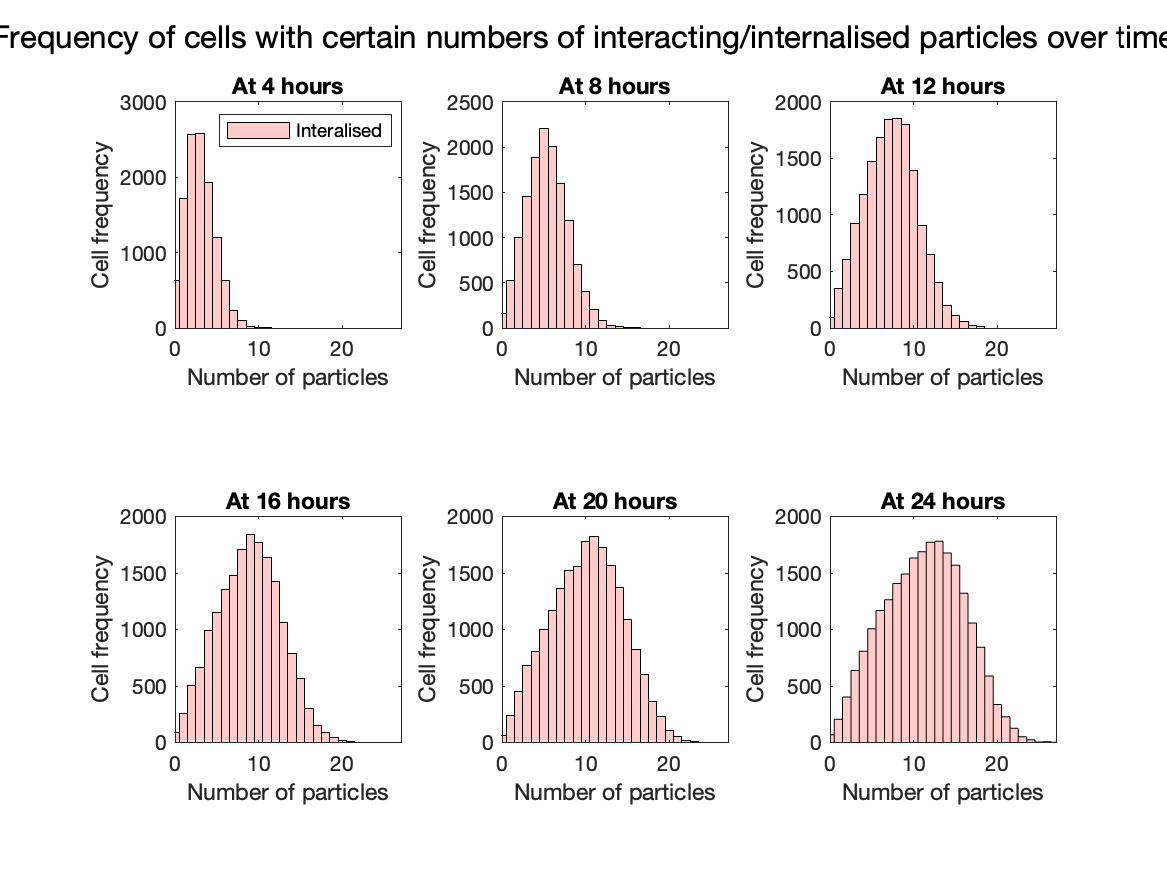 Frequency of cells with certain numbers of interacting/internalised particles over time
At 4 hours
3000
2000
1000
0
Cell frequency
Interalised
0 10 20
Number of particles
At 8 hours
2500
2000
1500
1000
500
0
Cell frequency
0 10 20
Number of particles
At 12 hours
2000
1500
1000
500
0
Cell frequency
0 10 20
Number of particles
At 16 hours
2000
1500
1000
500
0
Cell frequency
0 10 20
Number of particles
At 20 hours
2000
1500
1000
500
0
Cell frequency
0 10 20
Number of particles
At 24 hours
2000
1500
1000
500
0
Cell frequency
0 10 20
Number of particles